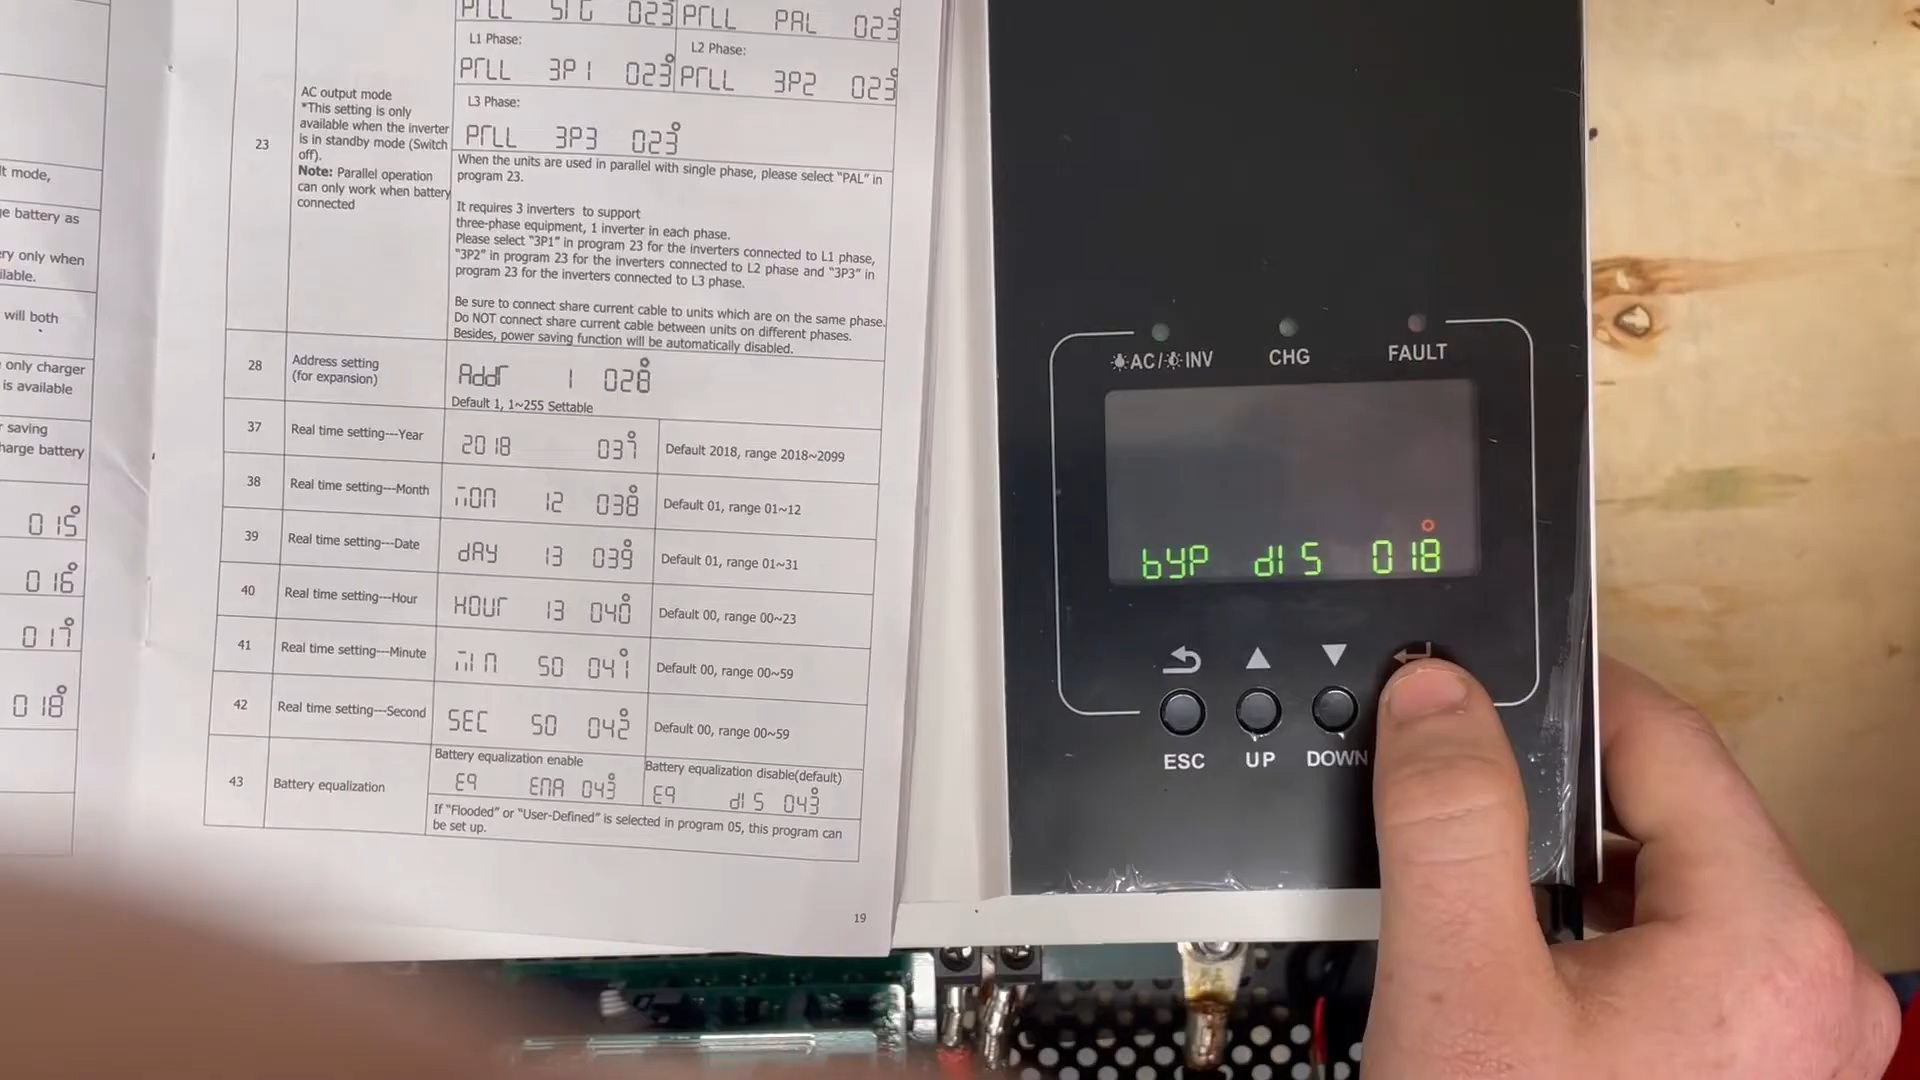 lt mode,
ge battery as
ry only when
ilable.
will both
only charger
is available
r saving
harge battery
015
016
017
018
PrLL SIG 023 PrLL PAL 023
L1 Phase: L2 Phase:
PrLL 3P1 023 PrLL 3P2 023
L3 Phase:
PrLL 3P3 023
23
AC output mode
*This setting is only
available when the inverter
is in standby mode (Switch
off).
Note: Parallel operation
can only work when battery
connected
When the units are used in parallel with single phase, please select "PAL" in
program 23.
It requires 3 inverters to support
three-phase equipment, 1 inverter in each phase.
Please select "3P1" in program 23 for the inverters connected to L1 phase,
"3P2" in program 23 for the inverters connected to L2 phase and "3P3" in
program 23 for the inverters connected to L3 phase.
Be sure to connect share current cable to units which are on the same phase.
Do NOT connect share current cable between units on different phases.
Besides, power saving function will be automatically disabled.
28
Address setting
(for expansion)
Addr 1 028
Default 1, 1~255 Settable
37 Real time setting---Year 2018 037 Default 2018, range 2018~2099
38 Real time setting---Month MON 12 038 Default 01, range 01~12
39 Real time setting---Date dAY 13 039 Default 01, range 01~31
40 Real time setting---Hour HOUr 13 040 Default 00, range 00~23
41 Real time setting---Minute MIN 50 041 Default 00, range 00~59
42 Real time setting---Second SEC 50 042 Default 00, range 00~59
43 Battery equalization
Battery equalization enable Battery equalization disable(default)
Eq ENA 043 Eq dIS 043
If "Flooded" or "User-Defined" is selected in program 05, this program can
be set up.
19
AC/INV CHG FAULT
byP dIS 018
ESC UP DOWN